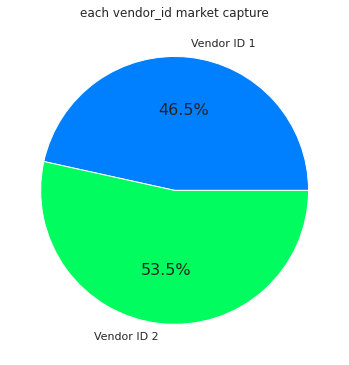 each vendor_id market capture
Vendor ID 1
46.5%
53.5%
Vendor ID 2